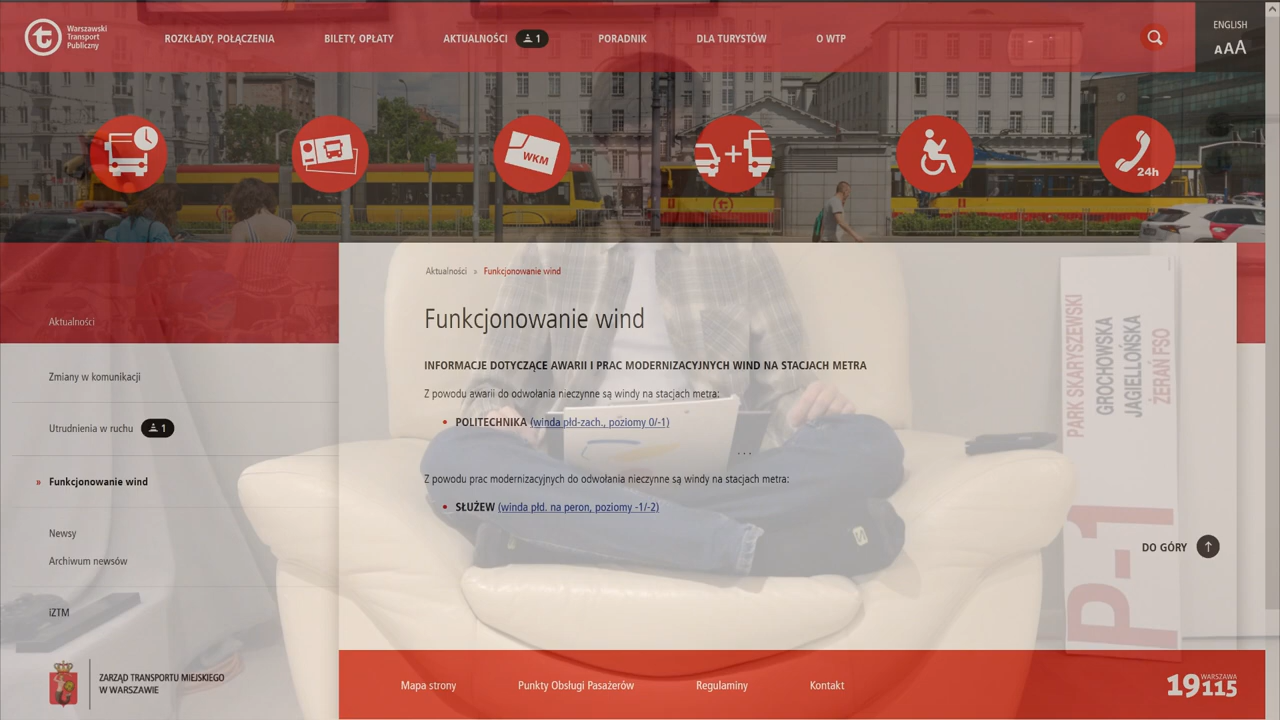 Warszawski
Transport
Publiczny
ROZKŁADY, POŁĄCZENIA
BILETY, OPŁATY
AKTUALNOŚCI 1
PORADNIK
DLA TURYSTÓW
O WTP
ENGLISH
AAA
WKM
24h
Aktualności
Zmiany w komunikacji
Utrudnienia w ruchu 1
» Funkcjonowanie wind
Newsy
Archiwum newsów
iZTM
ZARZĄD TRANSPORTU MIEJSKIEGO
W WARSZAWIE
Aktualności » Funkcjonowanie wind
Funkcjonowanie wind
INFORMACJE DOTYCZĄCE AWARII I PRAC MODERNIZACYJNYCH WIND NA STACJACH METRA
Z powodu awarii do odwołania nieczynne są windy na stacjach metra:
• POLITECHNIKA (winda płd-zach., poziomy 0/-1)
Z powodu prac modernizacyjnych do odwołania nieczynne są windy na stacjach metra:
• SŁUŻEW (winda płd. na peron, poziomy -1/-2)
PARK SKARYSZEWSKI
GROCHOWSKA
JAGIELLOŃSKA
ŻERAŃ FSO
P-1
DO GÓRY
Mapa strony
Punkty Obsługi Pasażerów
Regulaminy
Kontakt
WARSZAWA
19115